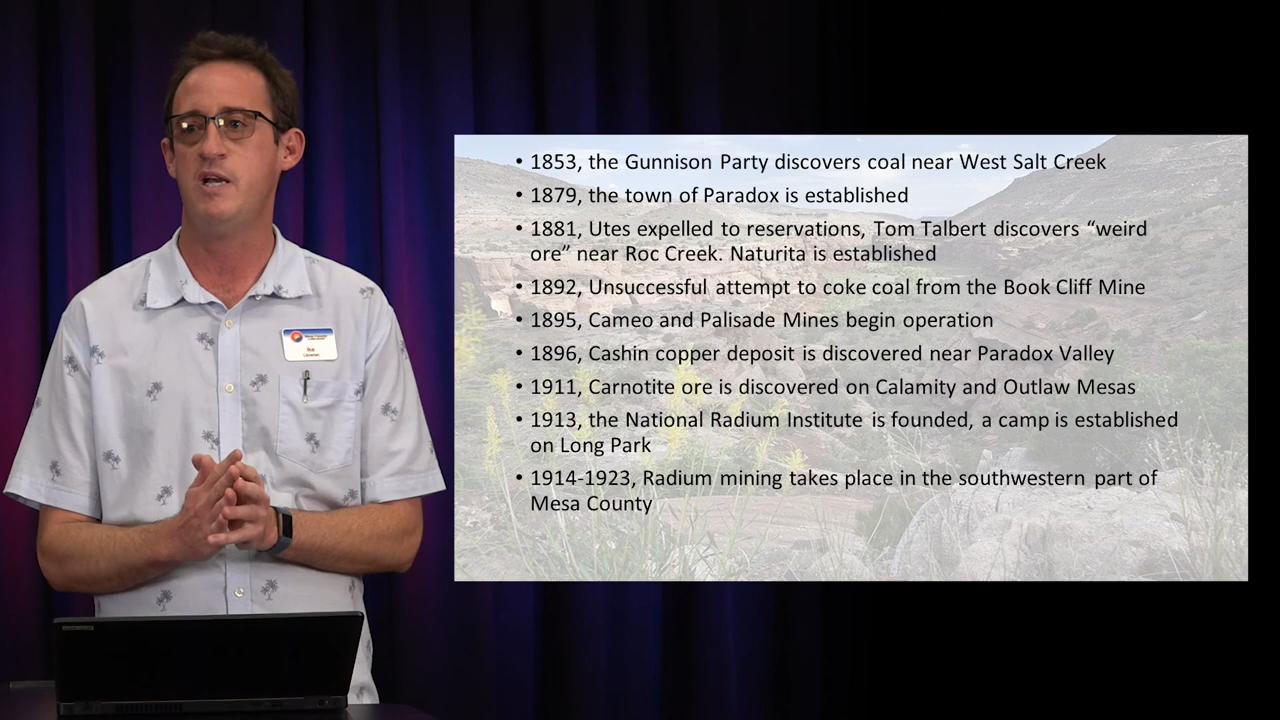 • 1853, the Gunnison Party discovers coal near West Salt Creek
• 1879, the town of Paradox is established
• 1881, Utes expelled to reservations, Tom Talbert discovers “weird
ore” near Roc Creek. Naturita is established
• 1892, Unsuccessful attempt to coke coal from the Book Cliff Mine
• 1895, Cameo and Palisade Mines begin operation
• 1896, Cashin copper deposit is discovered near Paradox Valley
• 1911, Carnotite ore is discovered on Calamity and Outlaw Mesas
• 1913, the National Radium Institute is founded, a camp is established
on Long Park
• 1914-1923, Radium mining takes place in the southwestern part of
Mesa County
Ike
Librarian